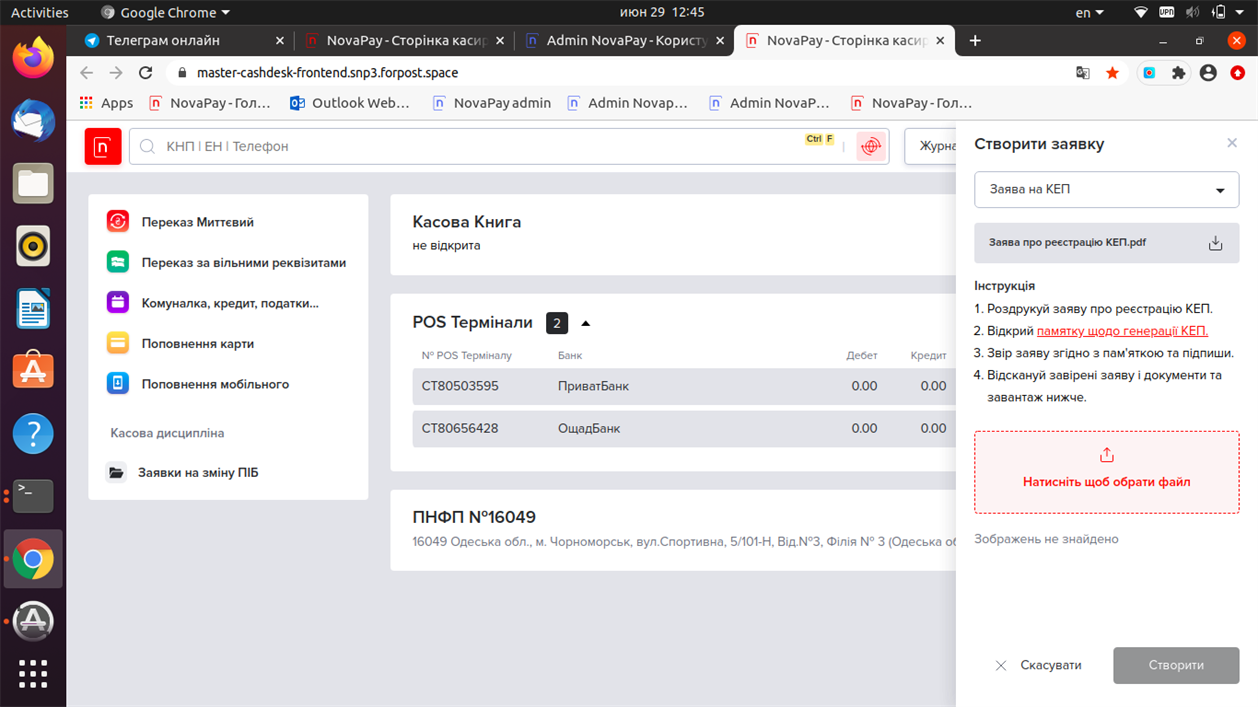 Activities
Google Chrome
июн 29 12:45
en
VPN
Телеграм онлайн
NovaPay - Сторінка касир
Admin NovaPay - Користу
NovaPay - Сторінка касир
master-cashdesk-frontend.snp3.forpost.space
Apps
NovaPay - Гол...
Outlook Web...
NovaPay admin
Admin Novap...
Admin NovaP...
NovaPay - Гол...
n
КНП | ЕН | Телефон
Ctrl F
Журна
Переказ Миттєвий
Переказ за вільними реквізитами
Комуналка, кредит, податки...
Поповнення карти
Поповнення мобільного
Касова дисципліна
Заявки на зміну ПІБ
Касова Книга
не відкрита
POS Термінали 2
№ POS Терміналу Банк Дебет Кредит
CT80503595 ПриватБанк 0.00 0.00
CT80656428 ОщадБанк 0.00 0.00
ПНФП №16049
16049 Одеська обл., м. Чорноморськ, вул.Спортивна, 5/101-Н, Від.№3, Філія № 3 (Одеська об
Створити заявку
Заява на КЕП
Заява про реєстрацію КЕП.pdf
Інструкція
1. Роздрукуй заяву про реєстрацію КЕП.
2. Відкрий памятку щодо генерації КЕП.
3. Звір заяву згідно з пам'яткою та підпиши.
4. Відскануй завірені заяву і документи та
завантаж нижче.
Натисніть щоб обрати файл
Зображень не знайдено
Скасувати
Створити